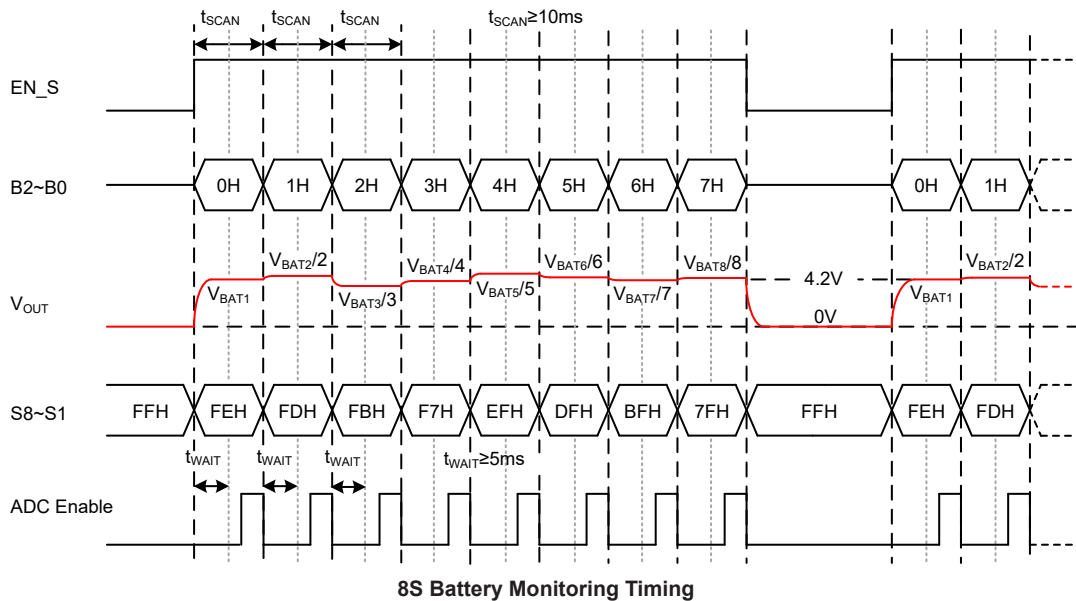 tSCAN tSCAN tSCAN tSCAN≥10ms
EN_S
B2~B0 0H 1H 2H 3H 4H 5H 6H 7H 0H 1H
VOUT VBAT1 VBAT2/2 VBAT3/3 VBAT4/4 VBAT5/5 VBAT6/6 VBAT7/7 VBAT8/8 4.2V 0V VBAT1 VBAT2/2
S8~S1 FFH FEH FDH FBH F7H EFH DFH BFH 7FH FFH FEH FDH
tWAIT tWAIT tWAIT tWAIT≥5ms
ADC Enable
8S Battery Monitoring Timing